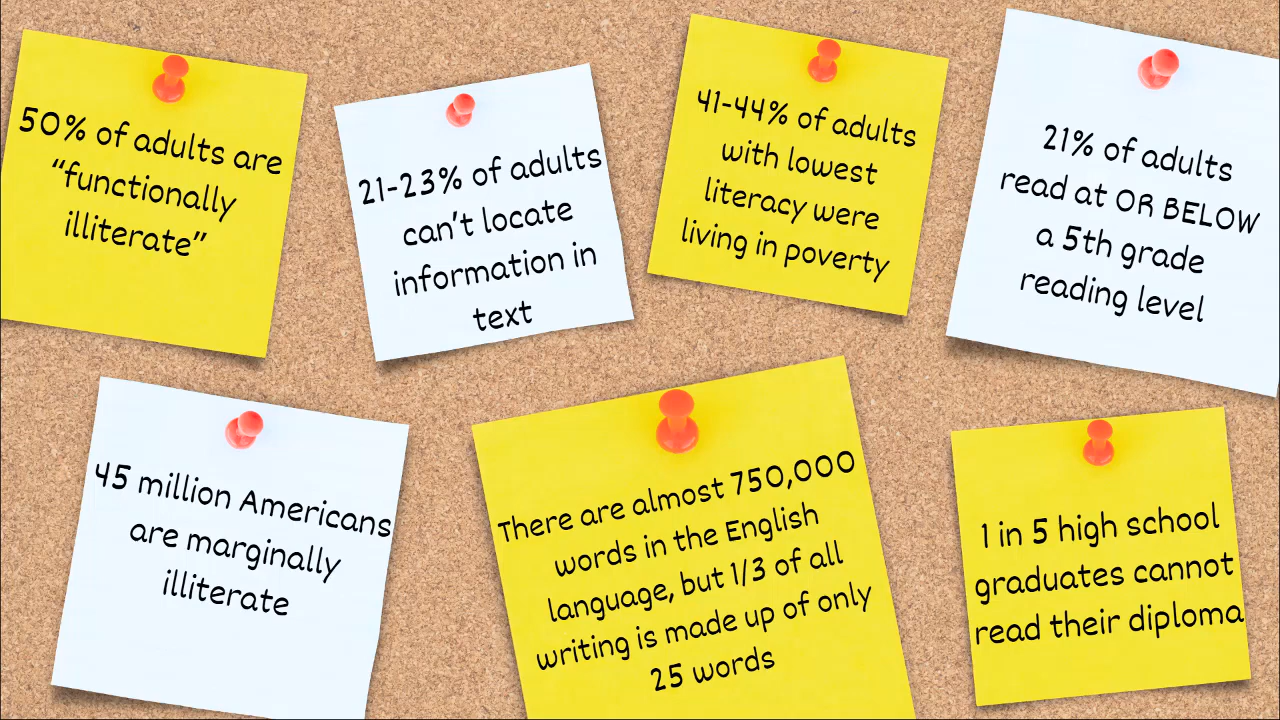 50% of adults are
“functionally
illiterate”
21-23% of adults
can’t locate
information in
text
41-44% of adults
with lowest
literacy were
living in poverty
21% of adults
read at OR BELOW
a 5th grade
reading level
45 million Americans
are marginally
illiterate
There are almost 750,000
words in the English
language, but 1/3 of all
writing is made up of only
25 words
1 in 5 high school
graduates cannot
read their diploma